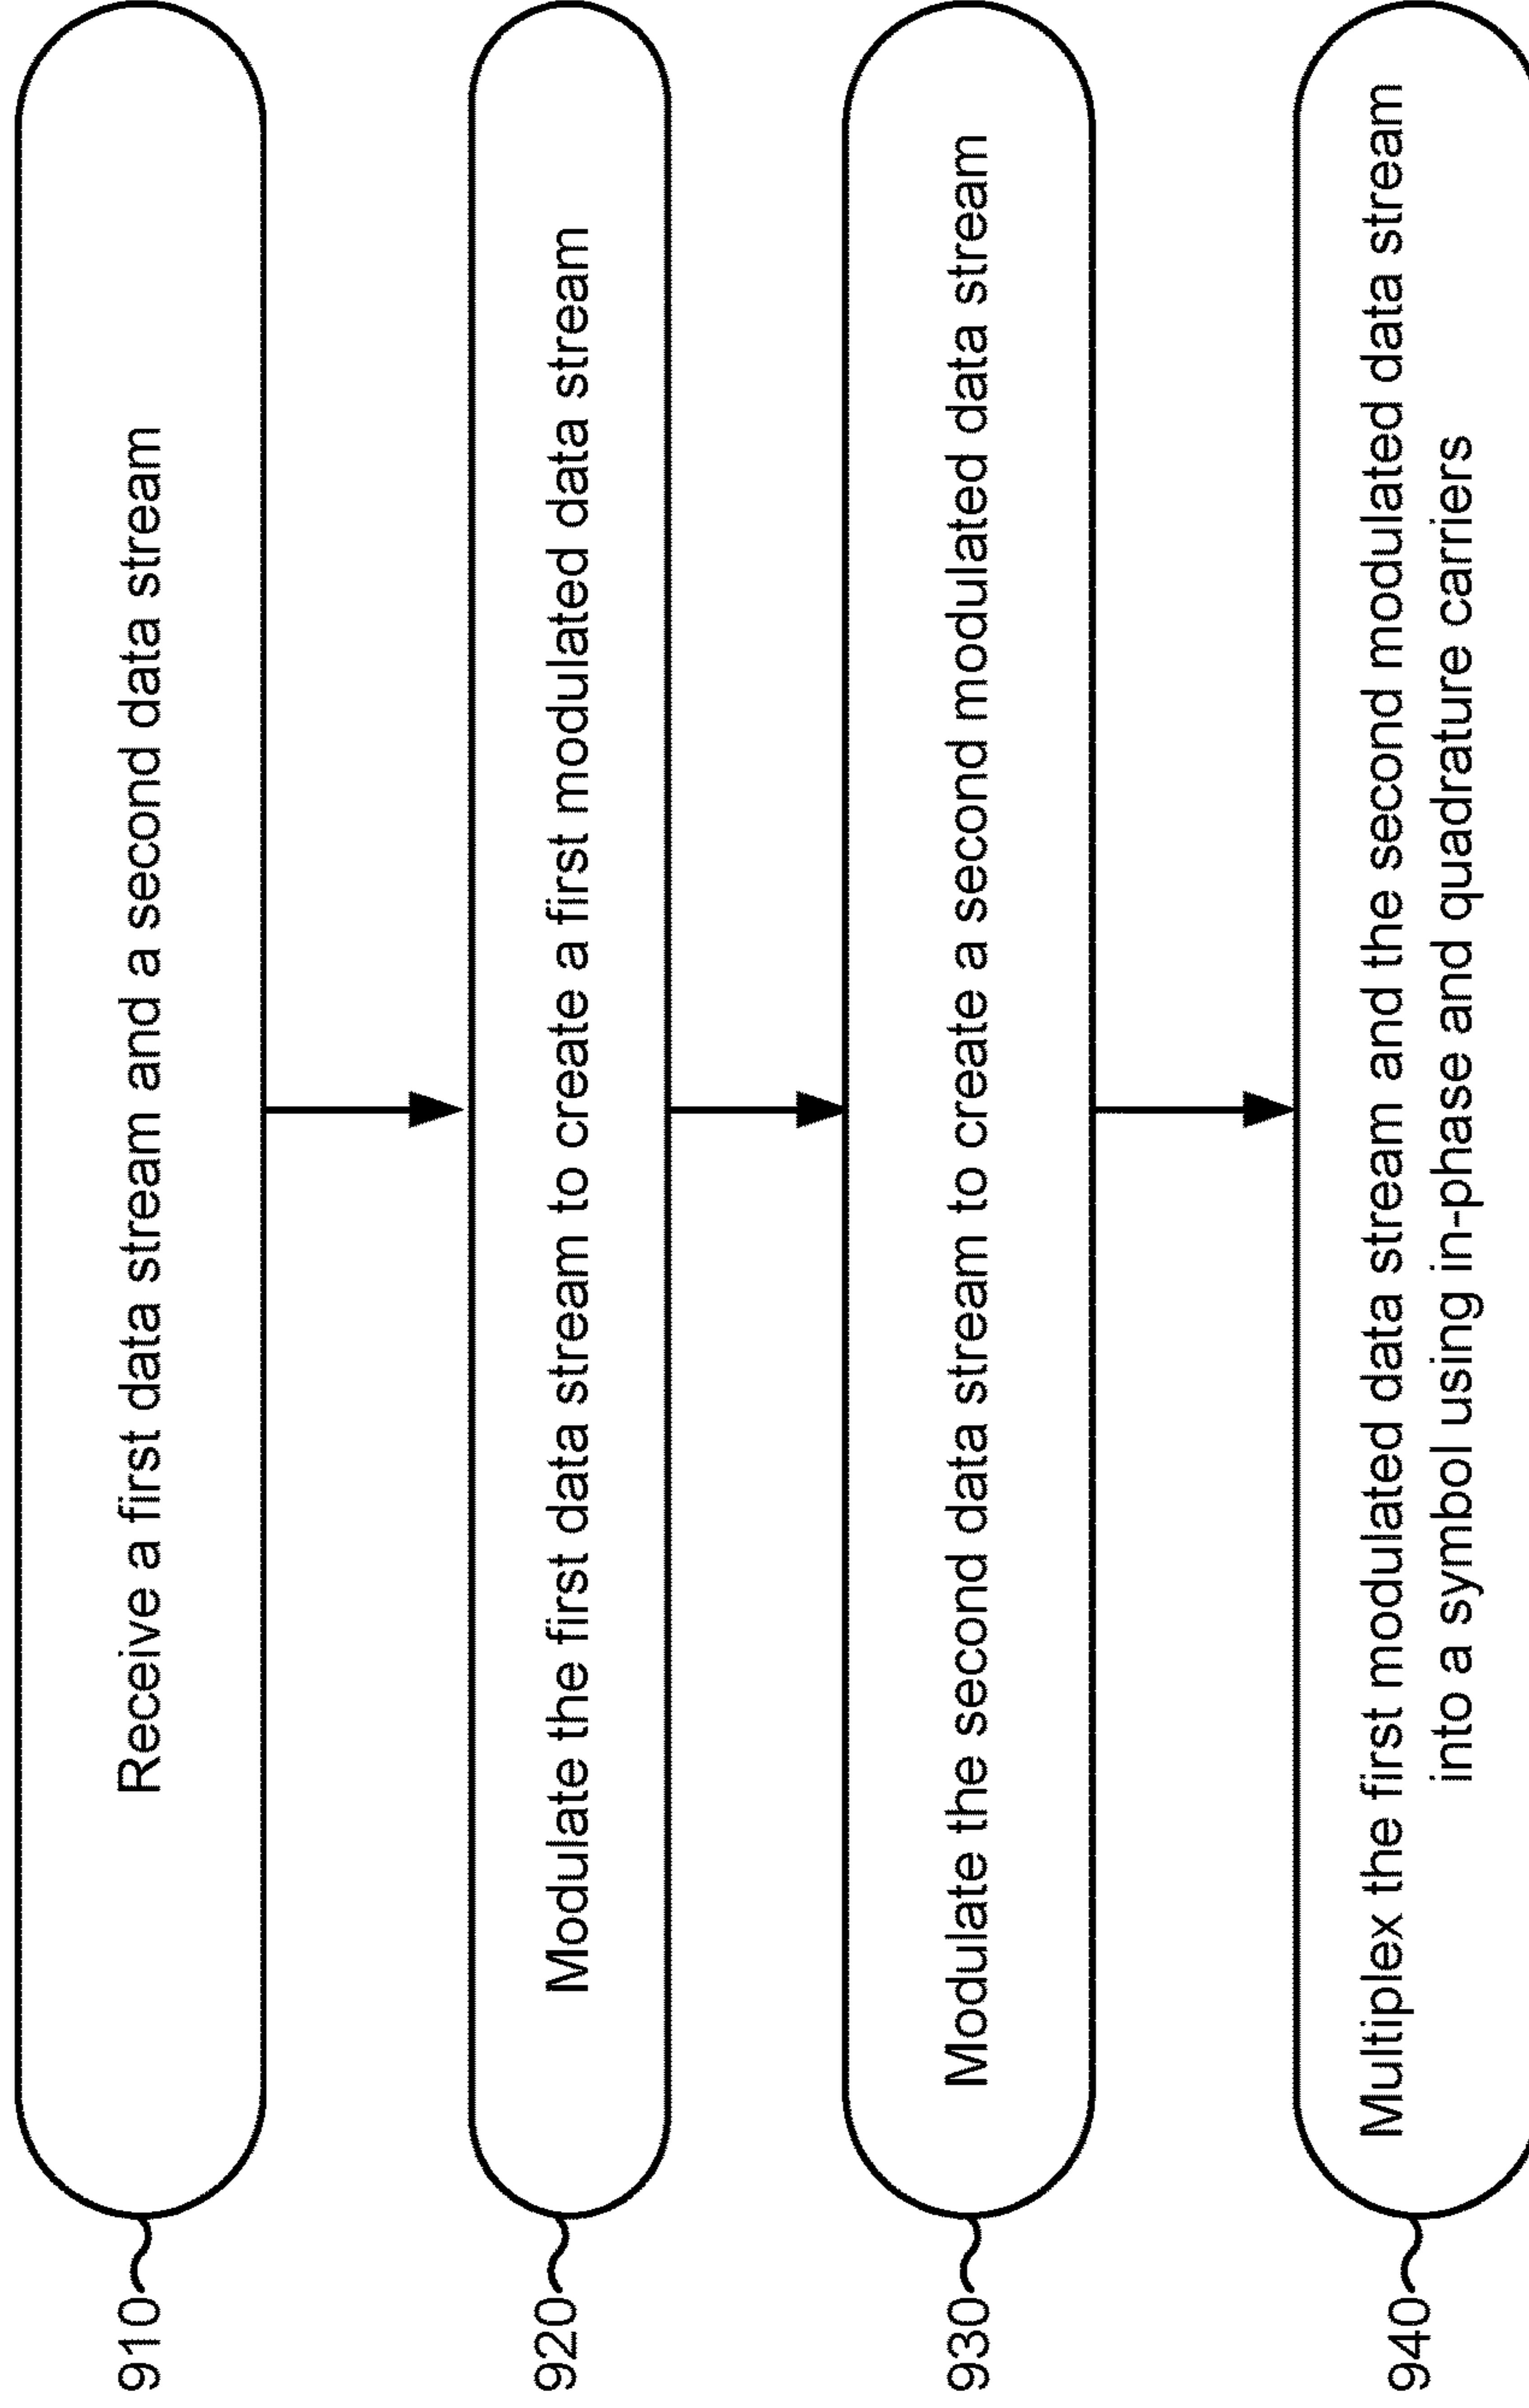 910
Receive a first data stream and a second data stream
920
Modulate the first data stream to create a first modulated data stream
930
Modulate the second data stream to create a second modulated data stream
940
Multiplex the first modulated data stream and the second modulated data stream
into a symbol using in-phase and quadrature carriers